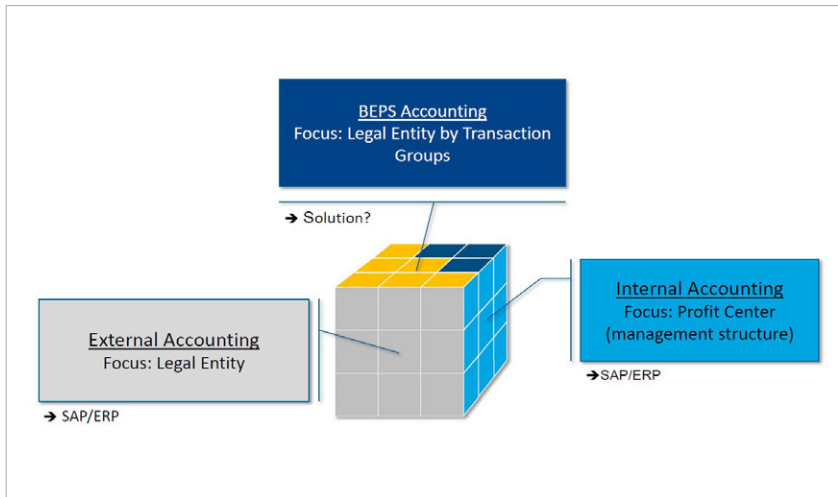 BEPS Accounting
Focus: Legal Entity by Transaction
Groups
➔ Solution?
Internal Accounting
Focus: Profit Center
(management structure)
➔SAP/ERP
External Accounting
Focus: Legal Entity
➔ SAP/ERP